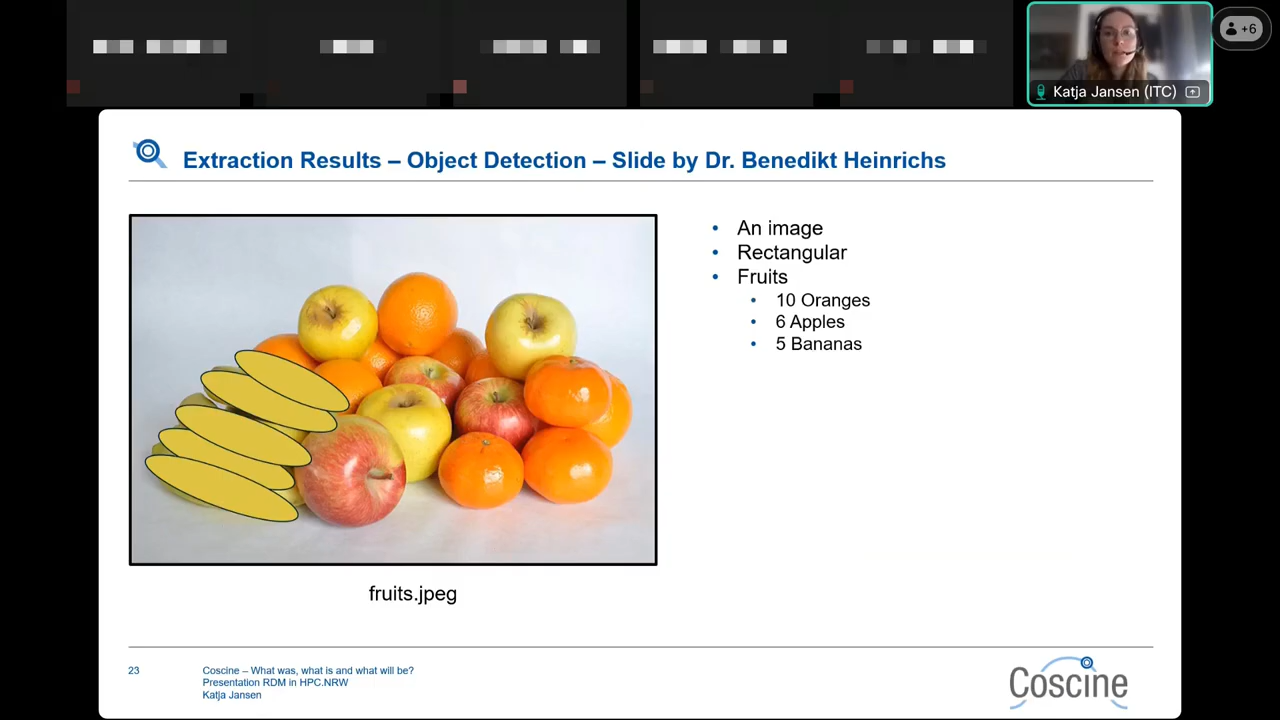 +6
Katja Jansen (ITC)
Extraction Results – Object Detection – Slide by Dr. Benedikt Heinrichs
• An image
• Rectangular
• Fruits
• 10 Oranges
• 6 Apples
• 5 Bananas
fruits.jpeg
23
Coscine – What was, what is and what will be?
Presentation RDM in HPC.NRW
Katja Jansen
Coscine